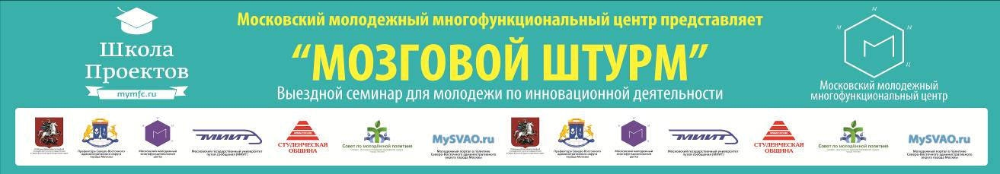 Школа
Проектов
mymfc.ru
Московский молодежный многофункциональный центр представляет
“МОЗГОВОЙ ШТУРМ”
Выездной семинар для молодежи по инновационной деятельности
М М М Ц
Московский молодежный
многофункциональный центр
Префектура Северо-Восточного
административного округа
города Москвы
Московский молодежный
многофункциональный
центр
МИИТ
Московский государственный университет
путей сообщения (МИИТ)
СТУДЕНЧЕСКАЯ
ОБЩИНА
Совет по молодёжной политике
MySVAO.ru
Молодежный портал о политике
Северо-Восточного административного
округа города Москвы
Префектура Северо-Восточного
административного округа
города Москвы
Московский молодежный
многофункциональный
центр
МИИТ
Московский государственный университет
путей сообщения (МИИТ)
СТУДЕНЧЕСКАЯ
ОБЩИНА
Совет по молодёжной политике
MySVAO.ru
Молодежный портал о политике
Северо-Восточного административного
округа города Москвы